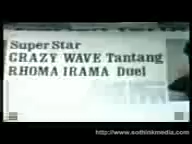 Super Star
CRAZY WAVE Tantang
RHOMA IRAMA Duel
http://www.sothinkmedia.com